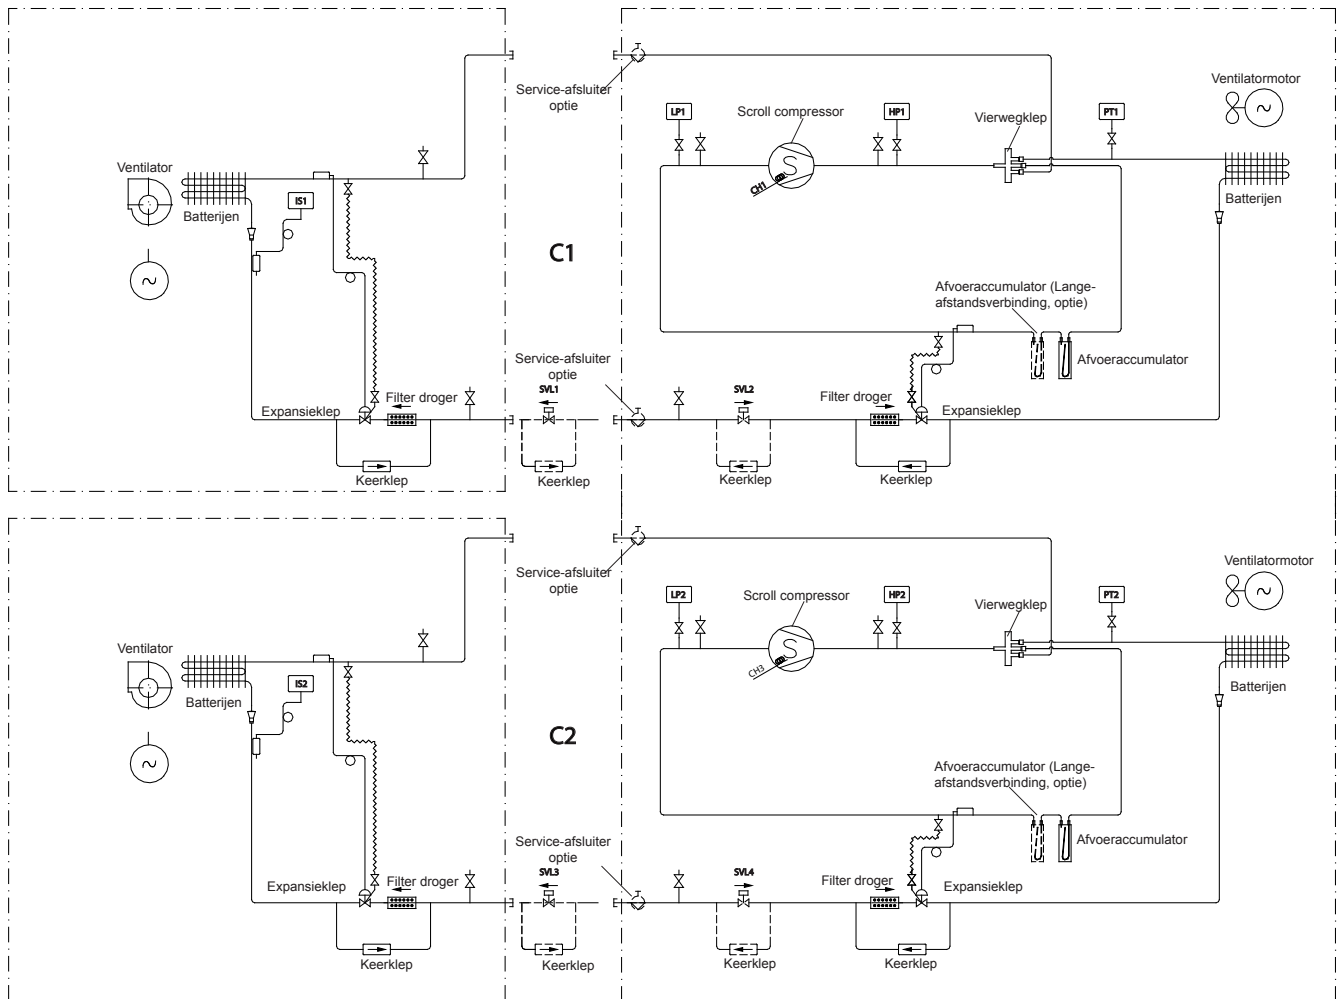 Service-afsluiter
optie
Ventilatormotor
LP1
Scroll compressor
HP1
Vierwegklep
PT1
CH1
Ventilator
Batterijen
IS1
Batterijen
C1
Afvoeraccumulator (Lange-
afstandsverbinding, optie)
Service-afsluiter
optie
Afvoeraccumulator
Expansieklep
Filter droger
SVL1
SVL2
Filter droger
Expansieklep
Keerklep
Keerklep
Keerklep
Keerklep
Service-afsluiter
optie
Ventilatormotor
LP2
Scroll compressor
HP2
Vierwegklep
PT2
CH3
Ventilator
Batterijen
IS2
Batterijen
C2
Afvoeraccumulator (Lange-
afstandsverbinding, optie)
Service-afsluiter
optie
Afvoeraccumulator
Expansieklep
Filter droger
SVL3
SVL4
Filter droger
Expansieklep
Keerklep
Keerklep
Keerklep
Keerklep